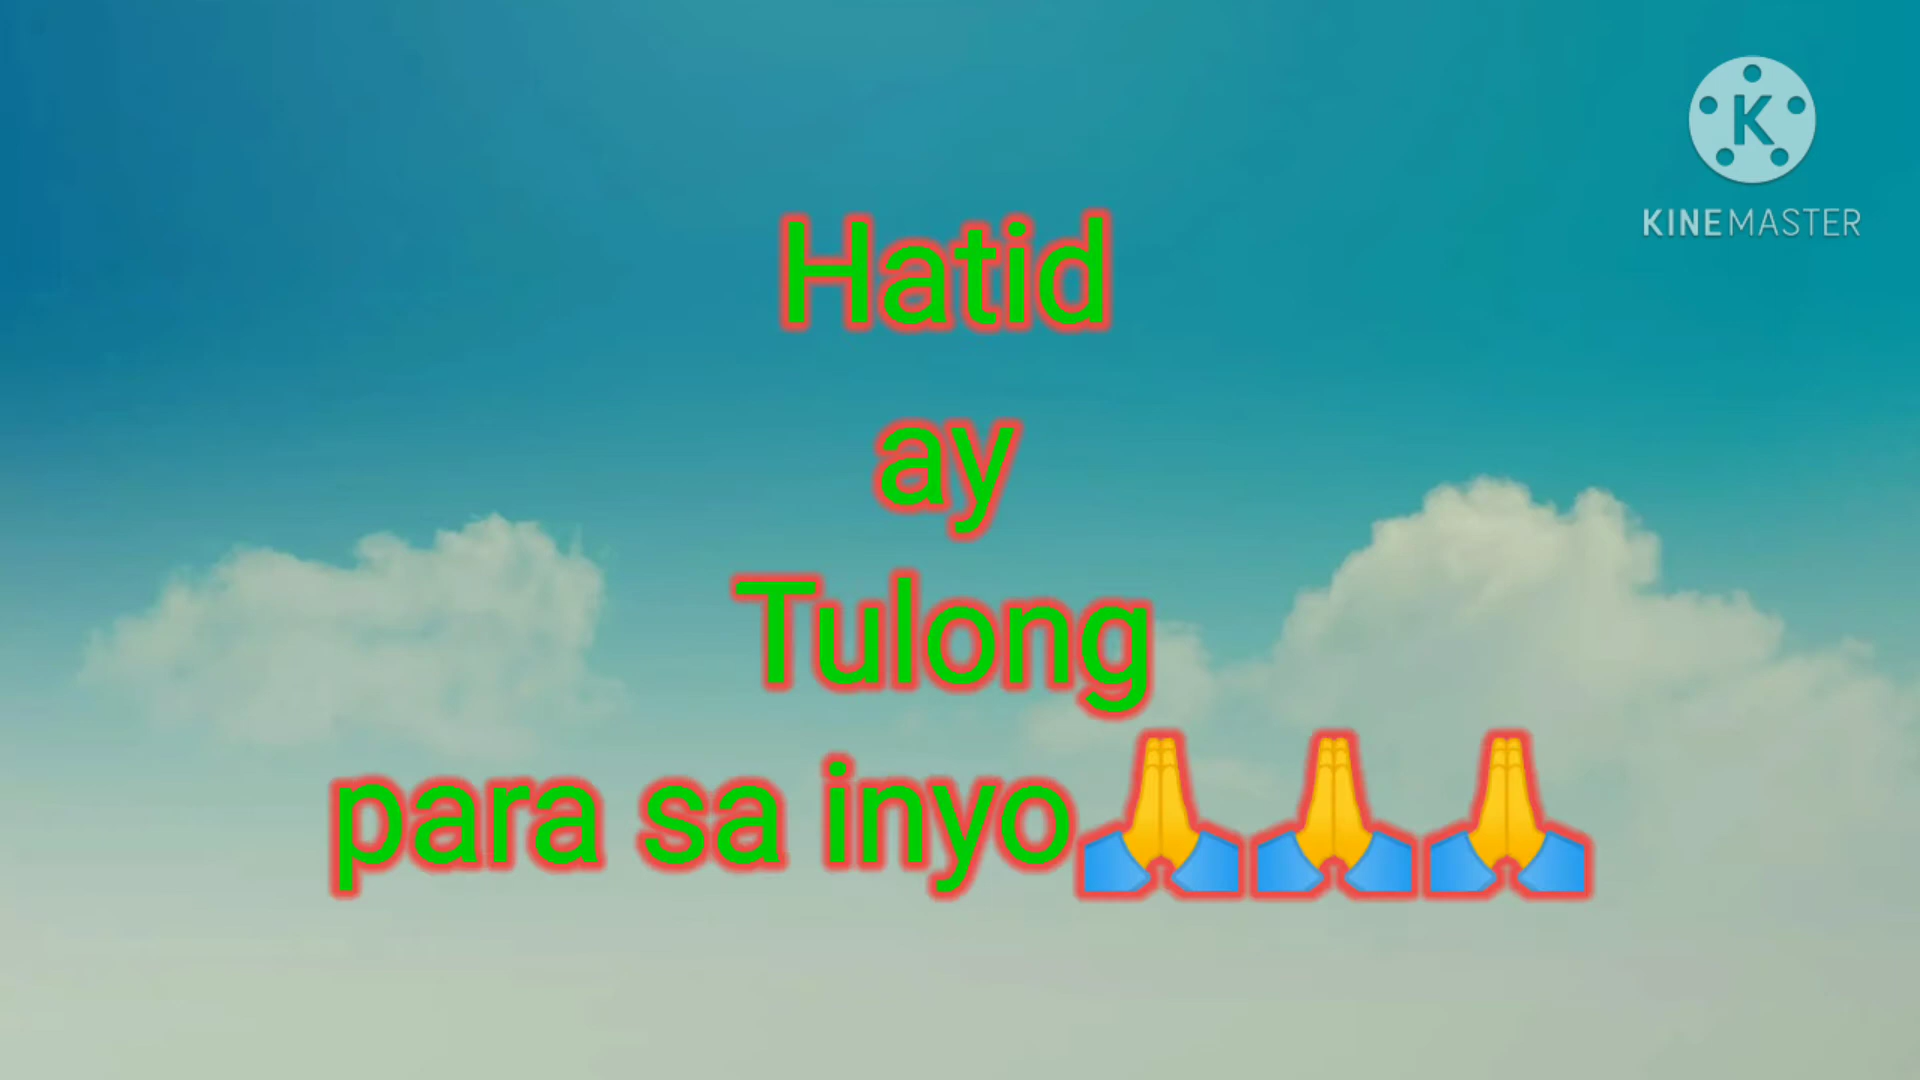 K
KINEMASTER
Hatid
ay
Tulong
para sa inyo🙏🙏🙏